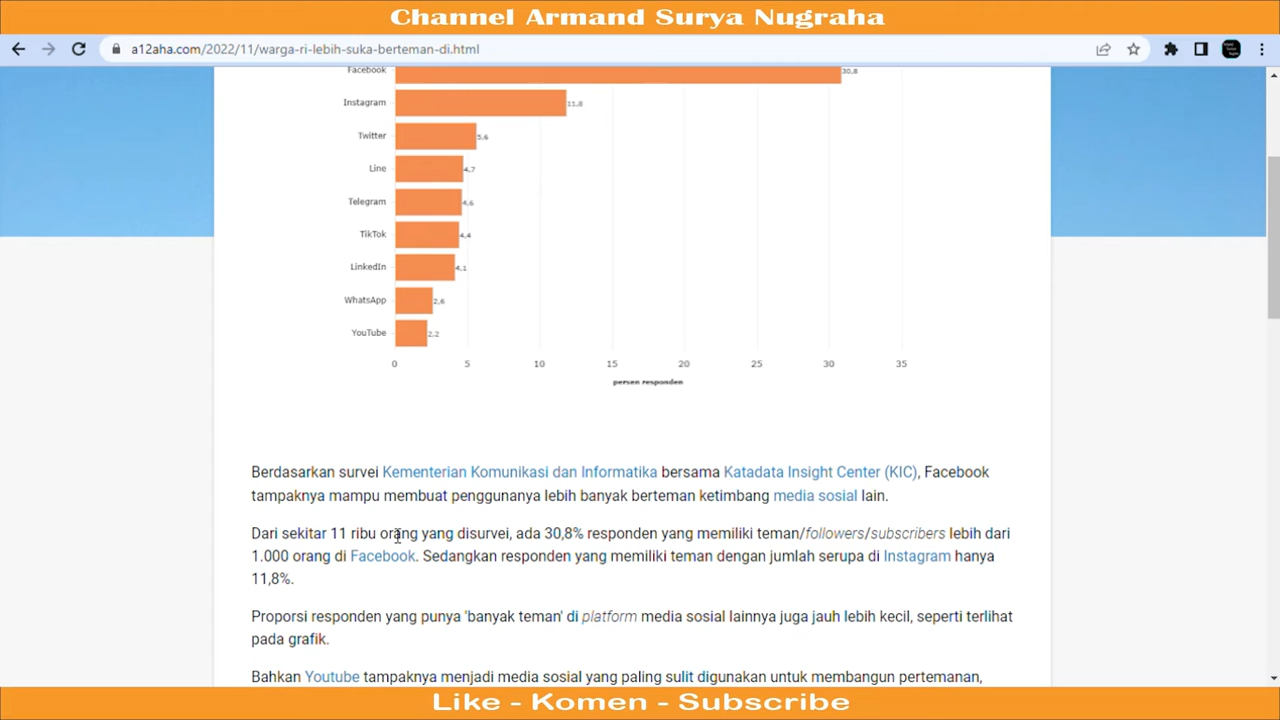 Channel Armand Surya Nugraha
a12aha.com/2022/11/warga-ri-lebih-suka-berteman-di.html
Facebook 30,8
Instagram 11,8
Twitter 5,6
Line 4,7
Telegram 4,6
TikTok 4,4
LinkedIn 4,1
WhatsApp 2,6
YouTube 2,2
0 5 10 15 20 25 30 35
persen responden
Berdasarkan survei Kementerian Komunikasi dan Informatika bersama Katadata Insight Center (KIC), Facebook
tampaknya mampu membuat penggunanya lebih banyak berteman ketimbang media sosial lain.
Dari sekitar 11 ribu orang yang disurvei, ada 30,8% responden yang memiliki teman/followers/subscribers lebih dari
1.000 orang di Facebook. Sedangkan responden yang memiliki teman dengan jumlah serupa di Instagram hanya
11,8%.
Proporsi responden yang punya 'banyak teman' di platform media sosial lainnya juga jauh lebih kecil, seperti terlihat
pada grafik.
Bahkan Youtube tampaknya menjadi media sosial yang paling sulit digunakan untuk membangun pertemanan,
Like - Komen - Subscribe